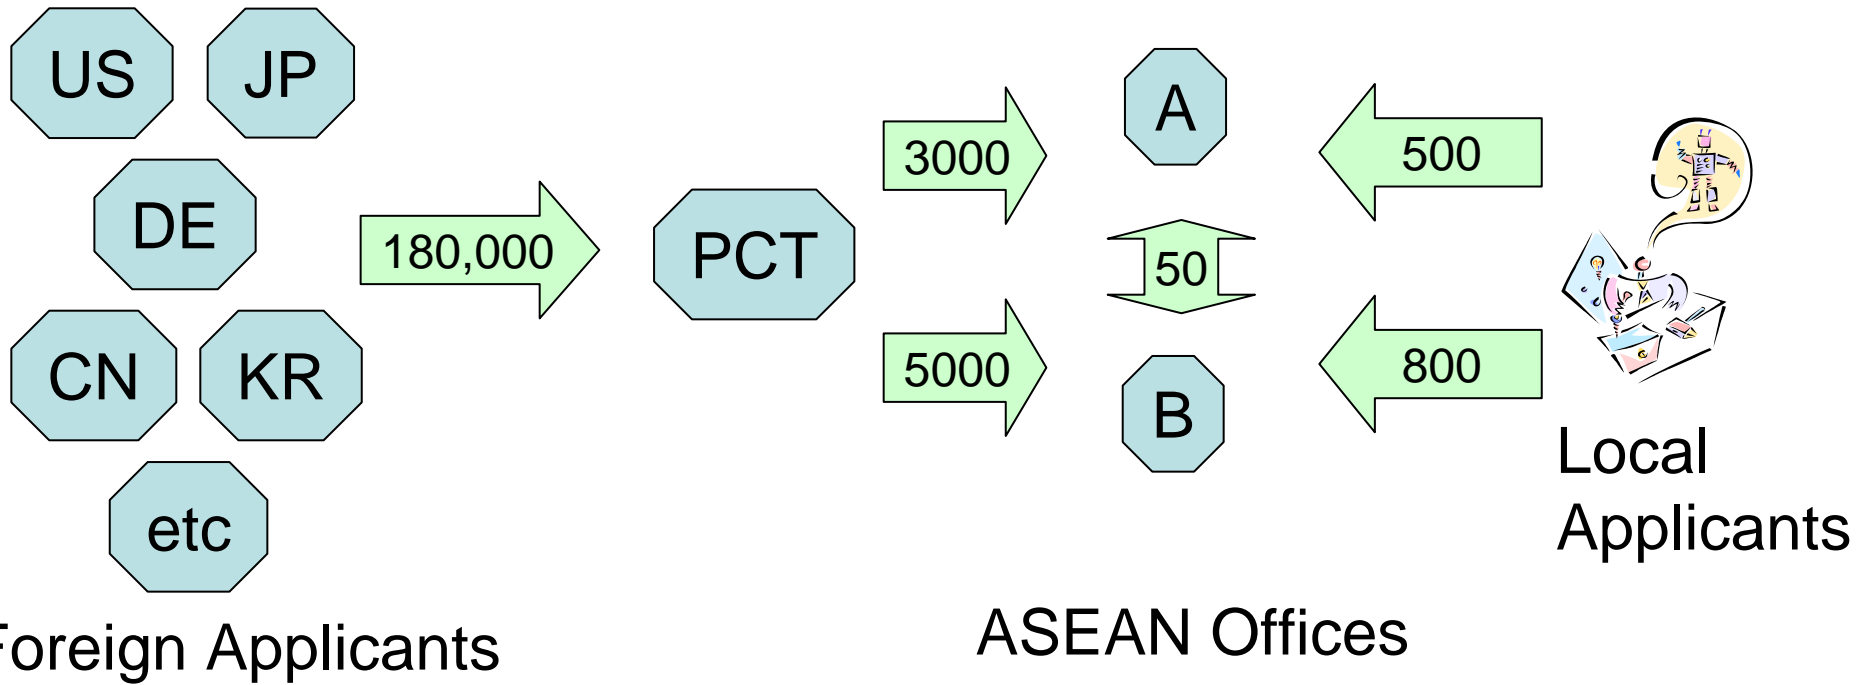 US JP
DE
CN KR
etc
Foreign Applicants
180,000
PCT
3000
5000
A
50
B
ASEAN Offices
500
800
Local
Applicants